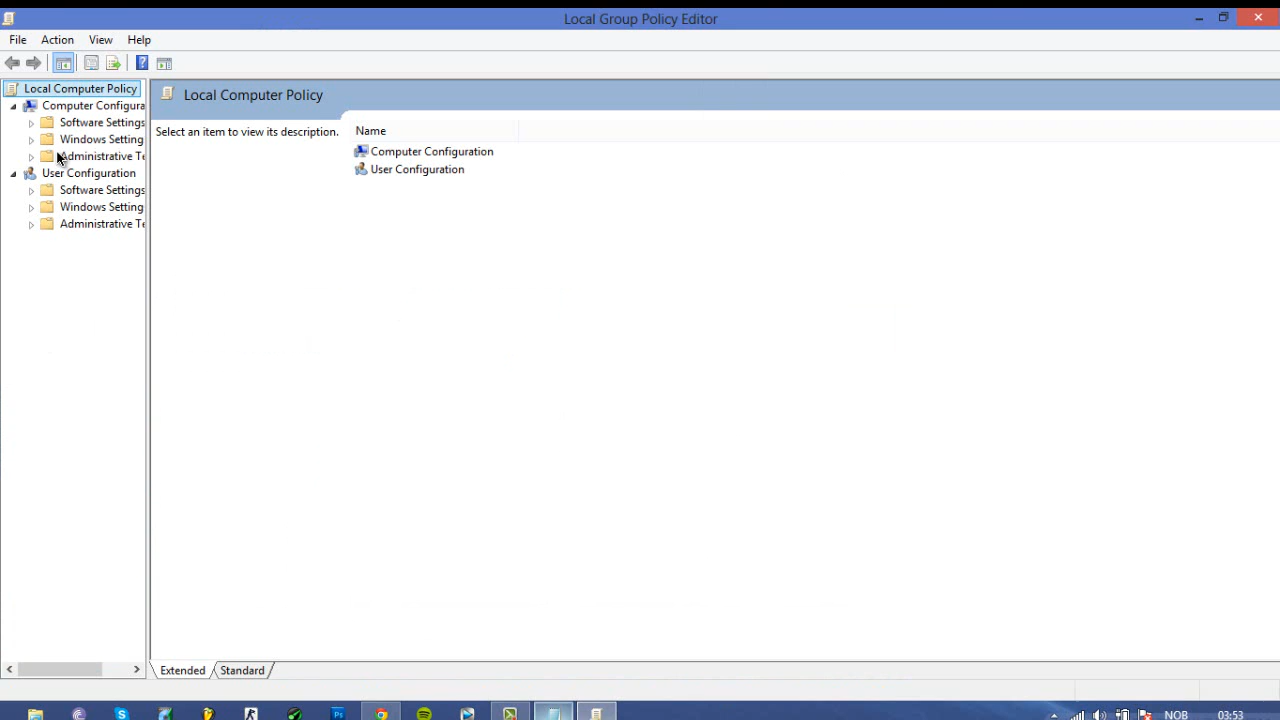 Local Group Policy Editor
File Action View Help
Local Computer Policy
Computer Configura
Software Settings
Windows Setting
Administrative Te
User Configuration
Software Settings
Windows Setting
Administrative Te
Local Computer Policy
Select an item to view its description.
Name
Computer Configuration
User Configuration
Extended Standard
NOB 03:53